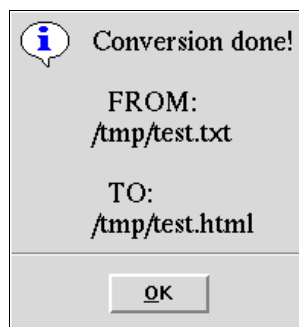 Conversion done!
FROM:
/tmp/test.txt
TO:
/tmp/test.html
OK